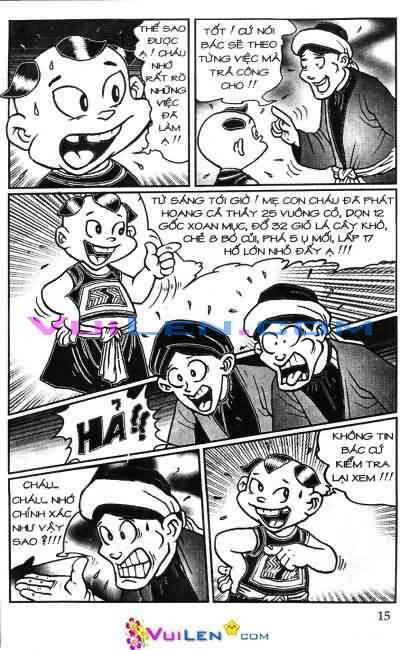 THẾ SAO
ĐƯỢC
Ạ! CHÁU
NHỚ
RẤT RÕ
NHỮNG
VIỆC
ĐÃ
LÀM
Ạ!!
TỐT! CỨ NÓI
BÁC SẼ THEO
TỪNG VIỆC MÀ
TRẢ CÔNG
CHO!!
TỪ SÁNG TỚI GIỜ! MẸ CON CHÁU ĐÃ PHÁT
HOANG CẢ THẢY 25 VUÔNG CỎ, DỌN 12
GỐC XOAN MỤC, ĐỔ 32 GIỎ LÁ CÂY KHÔ,
CHẺ 8 BÓ CỦI, PHÁ 5 Ụ MỐI, LẤP 17
HỐ LỚN NHỎ ĐẤY Ạ!!!
VUILEN.COM
HẢ!!
CHÁU...
CHÁU... NHỚ
CHÍNH XÁC
NHƯ VẬY
SAO?!!!
KHÔNG TIN
BÁC CỨ
KIỂM TRA
LẠI XEM!!!
15
VUILEN.COM